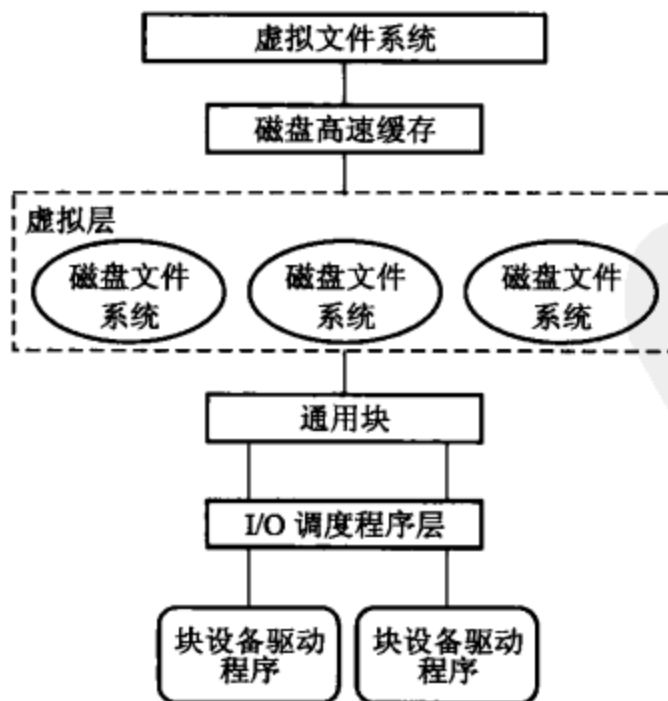 虚拟文件系统
磁盘高速缓存
虚拟层
磁盘文件
系统
磁盘文件
系统
磁盘文件
系统
通用块
I/O 调度程序层
块设备驱动
程序
块设备驱动
程序